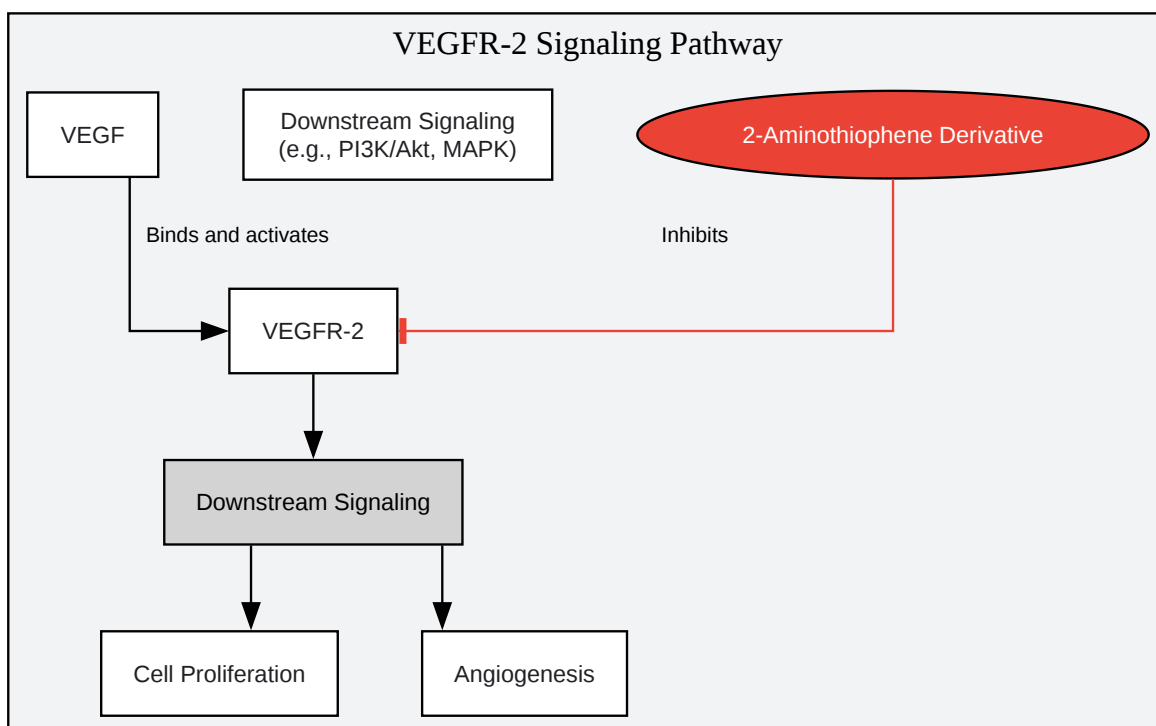 VEGFR-2 Signaling Pathway
VEGF
Downstream Signaling
(e.g., PI3K/Akt, MAPK)
2-Aminothiophene Derivative
Binds and activates
Inhibits
VEGFR-2
Downstream Signaling
Cell Proliferation
Angiogenesis